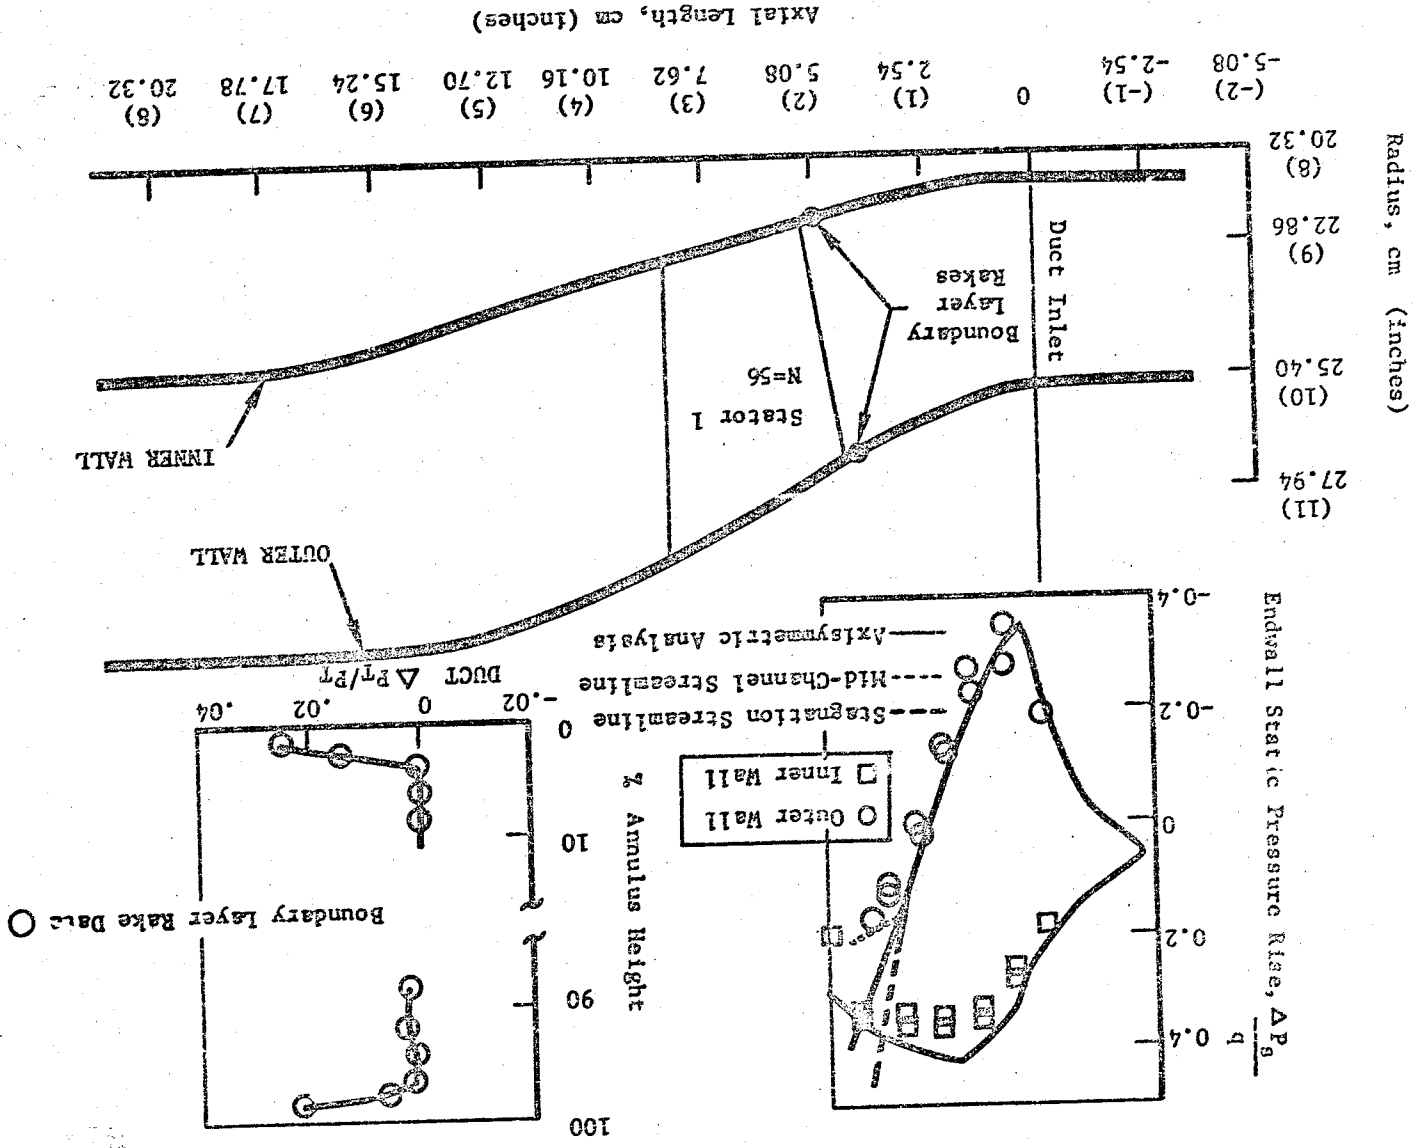 Endwall Static Pressure Rise, ΔPs
q
0.4
0.2
0
-0.2
-0.4
○ Outer Wall
□ Inner Wall
Stagnation Streamline
Mid-Channel Streamline
Axisymetric Analysis
% Annulus Height
100
90
10
0
Boundary Layer Rake Data
-.02
0
.02
.04
DUCT Δ PT/PT
OUTER WALL
INNER WALL
Radius, cm (inches)
(11)
27.94
(10)
25.40
(9)
22.86
(8)
20.32
Duct Inlet
Boundary
Layer
Rakes
Stator 1
N=56
(-2)
-5.08
(-1)
-2.54
0
(1)
2.54
(2)
5.08
(3)
7.62
(4)
10.16
(5)
12.70
(6)
15.24
(7)
17.78
(8)
20.32
Axial Length, cm (inches)